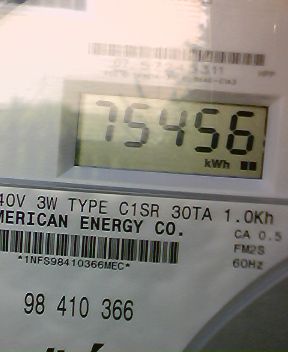 75456
kWh
40V 3W TYPE C1SR 30TA 1.0Kh
MERICAN ENERGY CO.
CA 0.5
FM2S
60Hz
*1NFS98410366MEC*
98 410 366